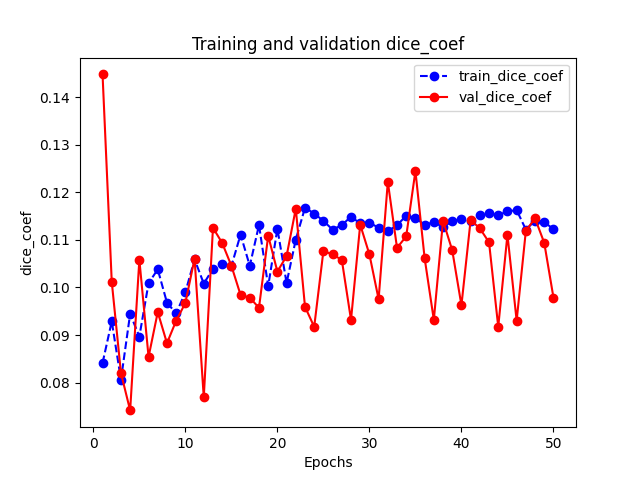 Training and validation dice_coef
train_dice_coef
val_dice_coef
0.14
0.13
0.12
0.11
0.10
0.09
0.08
dice_coef
0
10
20
30
40
50
Epochs